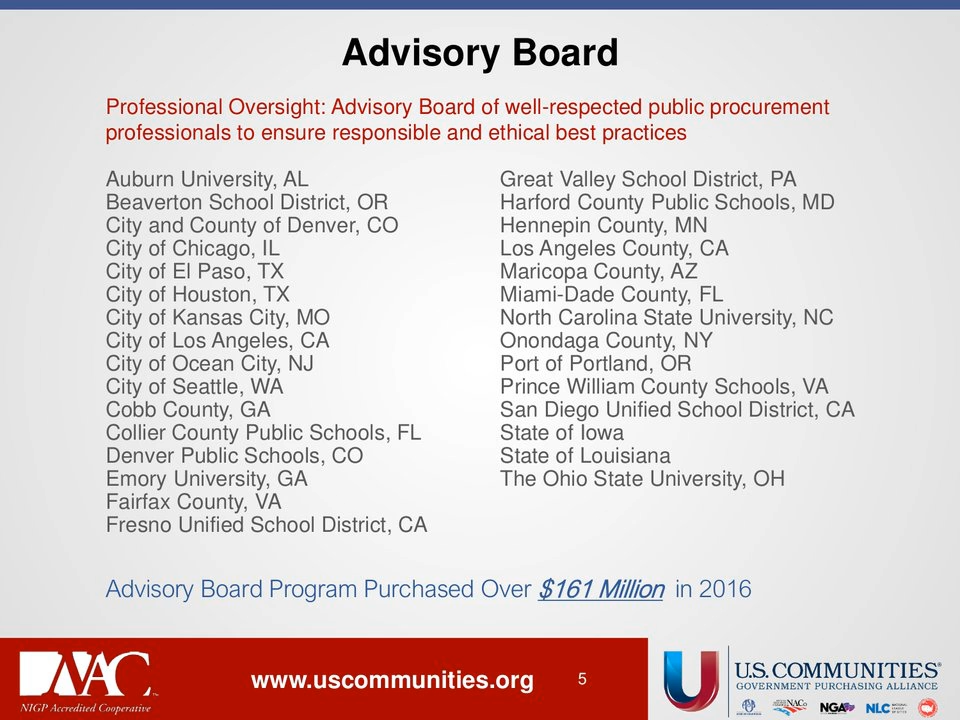 Advisory Board
Professional Oversight: Advisory Board of well-respected public procurement
professionals to ensure responsible and ethical best practices
Auburn University, AL
Beaverton School District, OR
City and County of Denver, CO
City of Chicago, IL
City of El Paso, TX
City of Houston, TX
City of Kansas City, MO
City of Los Angeles, CA
City of Ocean City, NJ
City of Seattle, WA
Cobb County, GA
Collier County Public Schools, FL
Denver Public Schools, CO
Emory University, GA
Fairfax County, VA
Fresno Unified School District, CA
Great Valley School District, PA
Harford County Public Schools, MD
Hennepin County, MN
Los Angeles County, CA
Maricopa County, AZ
Miami-Dade County, FL
North Carolina State University, NC
Onondaga County, NY
Port of Portland, OR
Prince William County Schools, VA
San Diego Unified School District, CA
State of Iowa
State of Louisiana
The Ohio State University, OH
Advisory Board Program Purchased Over $161 Million in 2016
NAC™
NIGP Accredited Cooperative
www.uscommunities.org
5
U.S. COMMUNITIES®
GOVERNMENT PURCHASING ALLIANCE
NACo
NGA
NLC